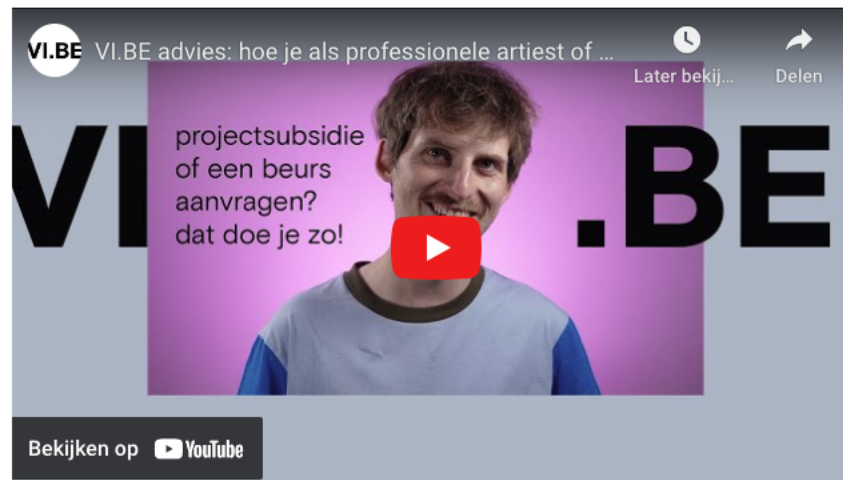 VI.BE
VI.BE advies: hoe je als professionele artiest of ...
Later bekij...
Delen
projectsubsidie
of een beurs
aanvragen?
dat doe je zo!
VI .BE
Bekijken op YouTube